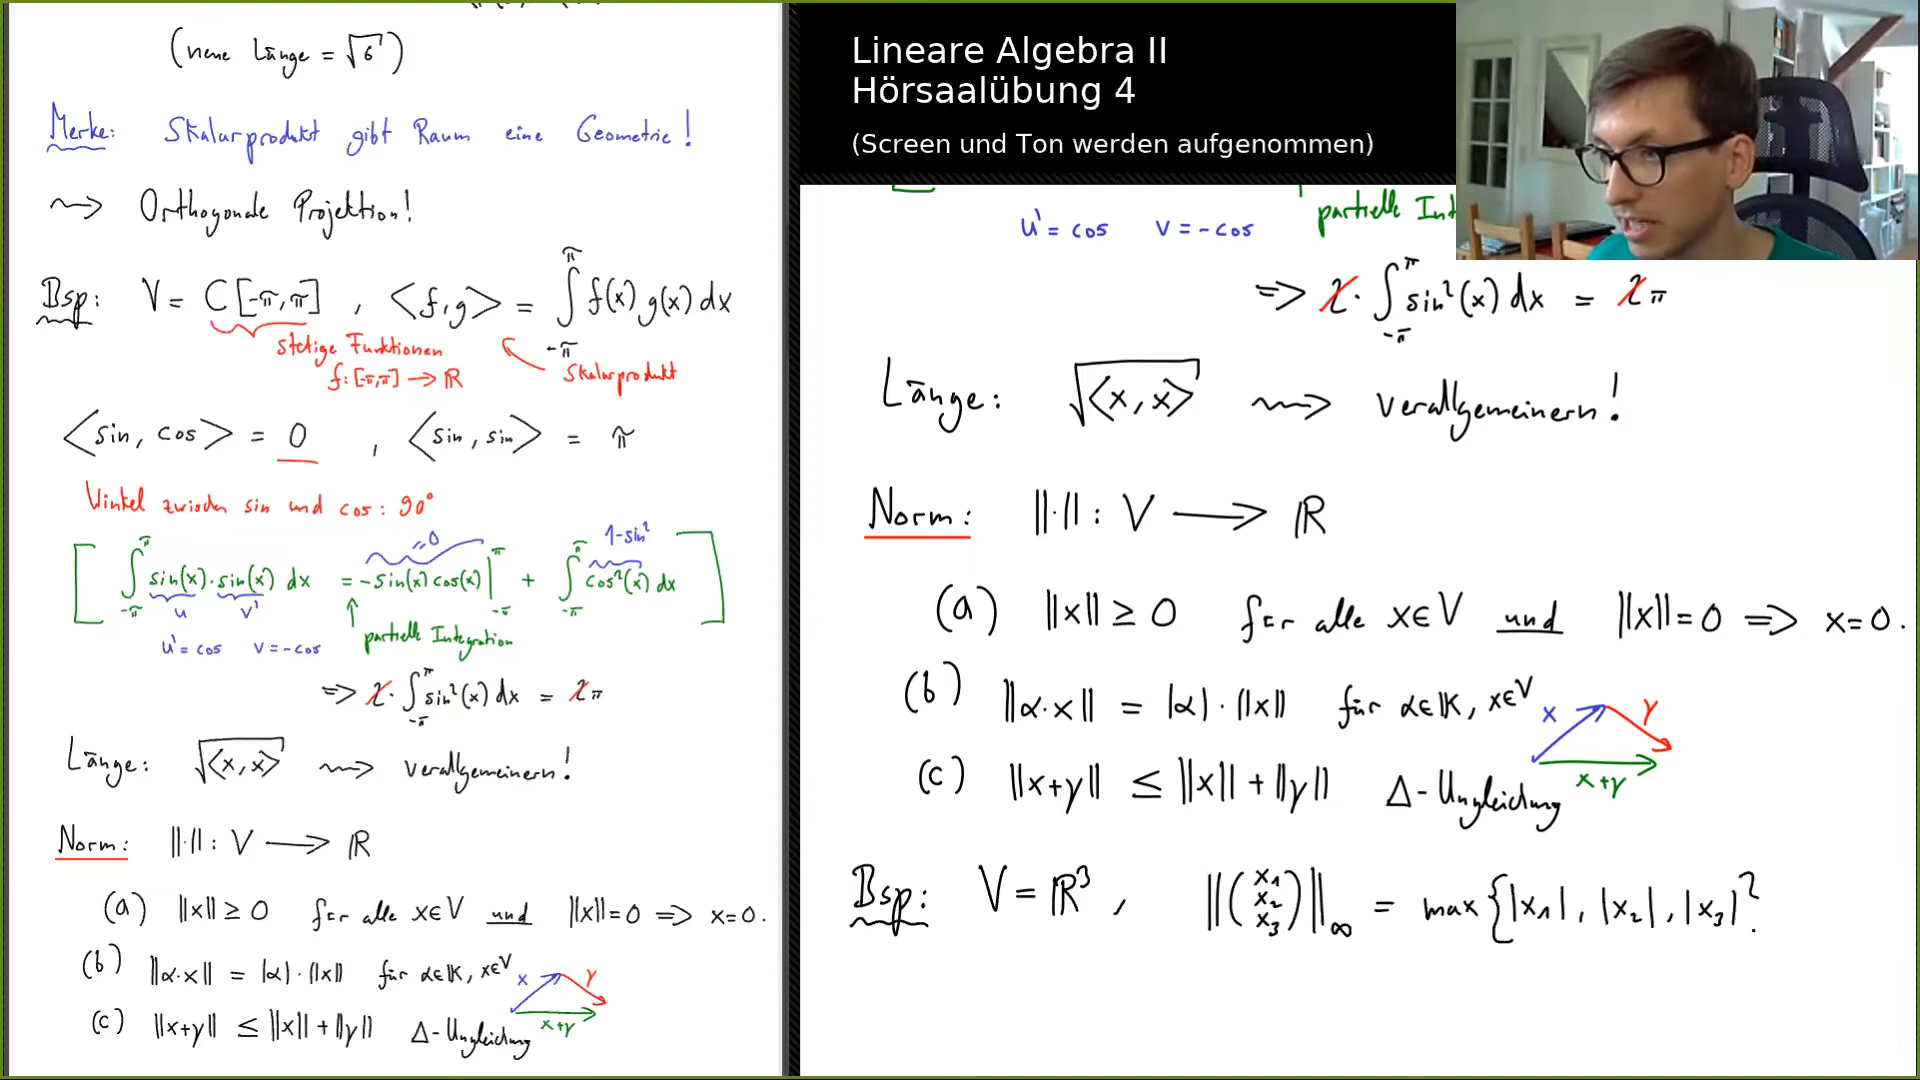 (neue Länge = √6)
Merke: Skalarprodukt gibt Raum eine Geometrie!
⇝ Orthogonale Projektion!
Bsp: V = C[-π,π] , <f,g> = ∫_{-π}^{π} f(x) g(x) dx
stetige Funktionen
f: [-π,π] → ℝ
Skalarprodukt
<sin, cos> = 0 , <sin, sin> = π
Winkel zwischen sin und cos: 90°
[ ∫_{-π}^{π} sin(x)·sin(x) dx = -sin(x) cos(x) |_{-π}^{π} + ∫_{-π}^{π} cos²(x) dx ]
=0
1-sin²
u v'
u' = cos v = -cos
partielle Integration
=> 2· ∫_{-π}^{π} sin²(x) dx = 2π
Länge: √<x,x> ⇝ verallgemeinern!
Norm: ||·||: V → ℝ
(a) ||x|| ≥ 0 für alle x∈V und ||x||=0 => x=0.
(b) ||α·x|| = |α|·||x|| für α∈𝕂, x∈V
x y
x+y
(c) ||x+y|| ≤ ||x|| + ||y|| Δ-Ungleichung
Lineare Algebra II
Hörsaalübung 4
(Screen und Ton werden aufgenommen)
u' = cos v = -cos
partielle Int
=> 2· ∫_{-π}^{π} sin²(x) dx = 2π
Länge: √<x,x> ⇝ verallgemeinern!
Norm: ||·||: V → ℝ
(a) ||x|| ≥ 0 für alle x∈V und ||x||=0 => x=0.
(b) ||α·x|| = |α|·||x|| für α∈𝕂, x∈V
x y
x+y
(c) ||x+y|| ≤ ||x|| + ||y|| Δ-Ungleichung
Bsp: V = ℝ³ , ||(x₁ x₂ x₃)||_∞ = max{|x₁|, |x₂|, |x₃|